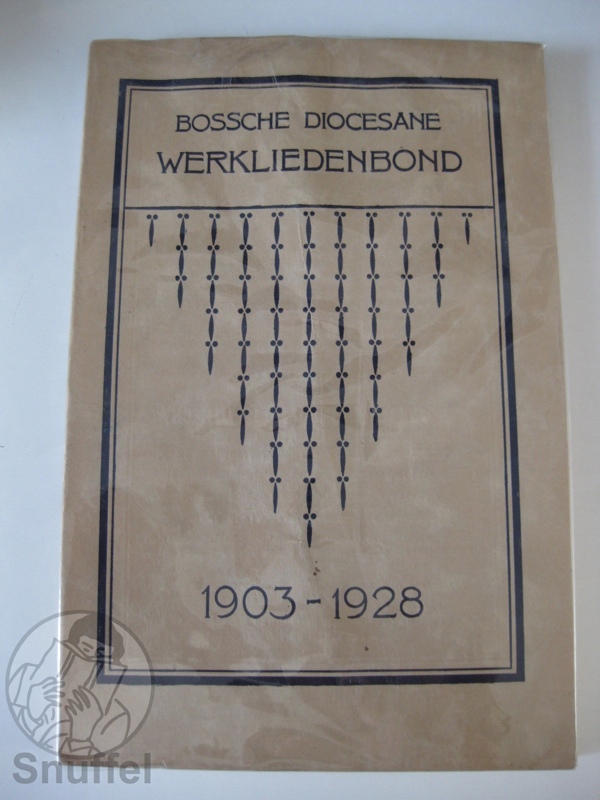 BOSSCHE DIOCESANE
WERKLIEDENBOND
1903-1928
Snuffel